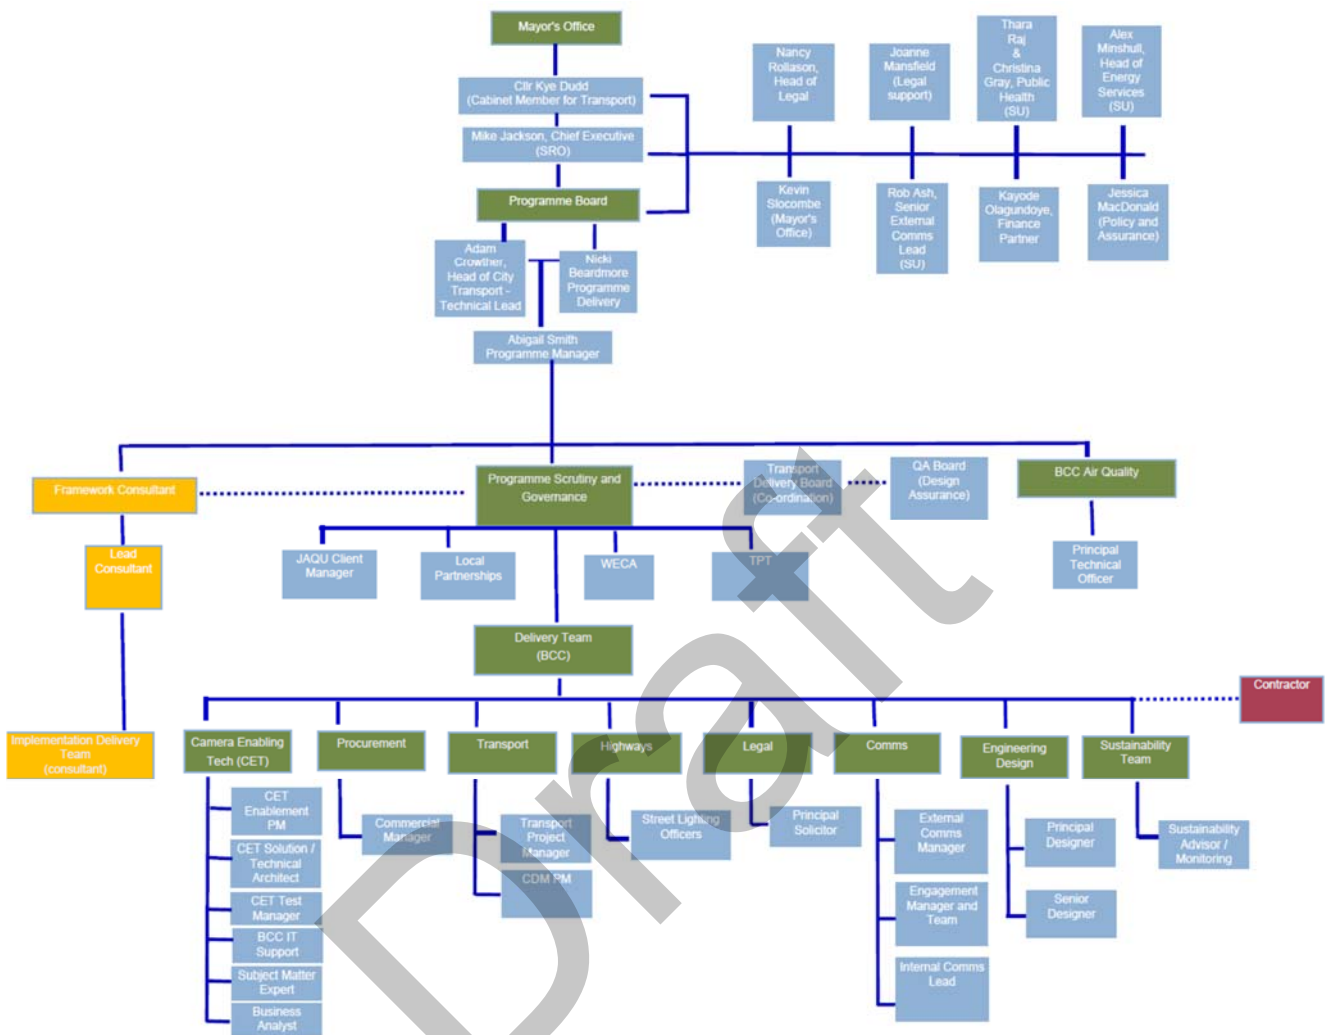 Mayor's Office
Cllr Kye Dudd
(Cabinet Member for Transport)
Mike Jackson, Chief Executive
(SRO)
Programme Board
Nancy
Rollason,
Head of
Legal
Joanne
Mansfield
(Legal
support)
Thara
Raj
&
Christina
Gray, Public
Health
(SU)
Alex
Minshull,
Head of
Energy
Services
(SU)
Kevin
Slocombe
(Mayor's
Office)
Rob Ash,
Senior
External
Comms
Lead
(SU)
Kayode
Olagundoye,
Finance
Partner
Jessica
MacDonald
(Policy and
Assurance)
Adam
Crowther,
Head of City
Transport -
Technical Lead
Nicki
Beardmore
Programme
Delivery
Abigail Smith
Programme Manager
Framework Consultant
Programme Scrutiny and
Governance
Transport
Delivery Board
(Co-ordination)
QA Board
(Design
Assurance)
BCC Air Quality
Lead
Consultant
JAQU Client
Manager
Local
Partnerships
WECA
TPT
Principal
Technical
Officer
Delivery Team
(BCC)
Contractor
Implementation Delivery
Team
(consultant)
Camera Enabling
Tech (CET)
Procurement
Transport
Highways
Legal
Comms
Engineering
Design
Sustainability
Team
CET
Enablement
PM
CET Solution /
Technical
Architect
CET Test
Manager
BCC IT
Support
Subject Matter
Expert
Business
Analyst
Commercial
Manager
Transport
Project
Manager
CDM PM
Street Lighting
Officers
Principal
Solicitor
External
Comms
Manager
Engagement
Manager and
Team
Internal Comms
Lead
Principal
Designer
Senior
Designer
Sustainability
Advisor /
Monitoring
Draft